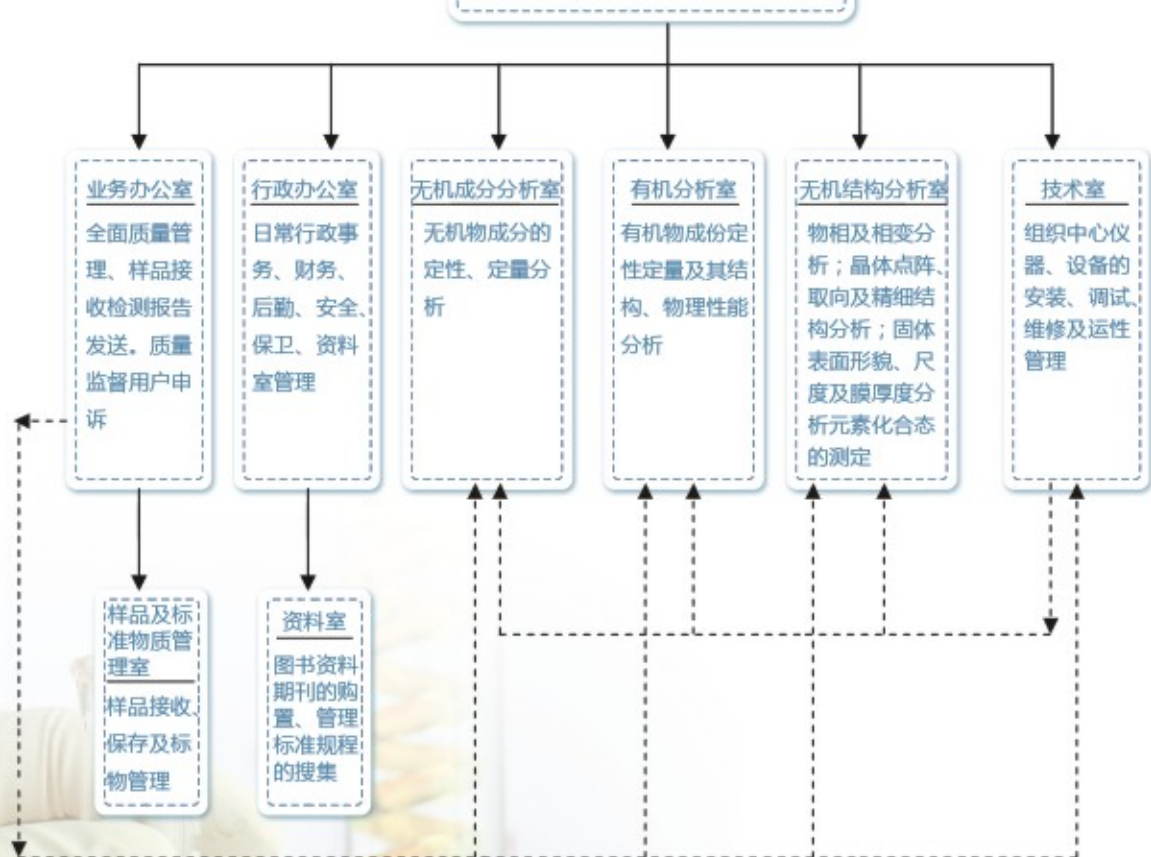 业务办公室
全面质量管
理、样品接
收检测报告
发送。质量
监督用户申
诉
行政办公室
日常行政事
务、财务、
后勤、安全、
保卫、资料
室管理
无机成分分析室
无机物成分的
定性、定量分
析
有机分析室
有机物成份定
性定量及其结
构、物理性能
分析
无机结构分析室
物相及相变分
析；晶体点阵、
取向及精细结
构分析；固体
表面形貌、尺
度及膜厚度分
析元素化合态
的测定
技术室
组织中心仪
器、设备的
安装、调试、
维修及运性
管理
样品及标
准物质管
理室
样品接收、
保存及标
物管理
资料室
图书资料
期刊的购
置、管理
标准规程
的搜集